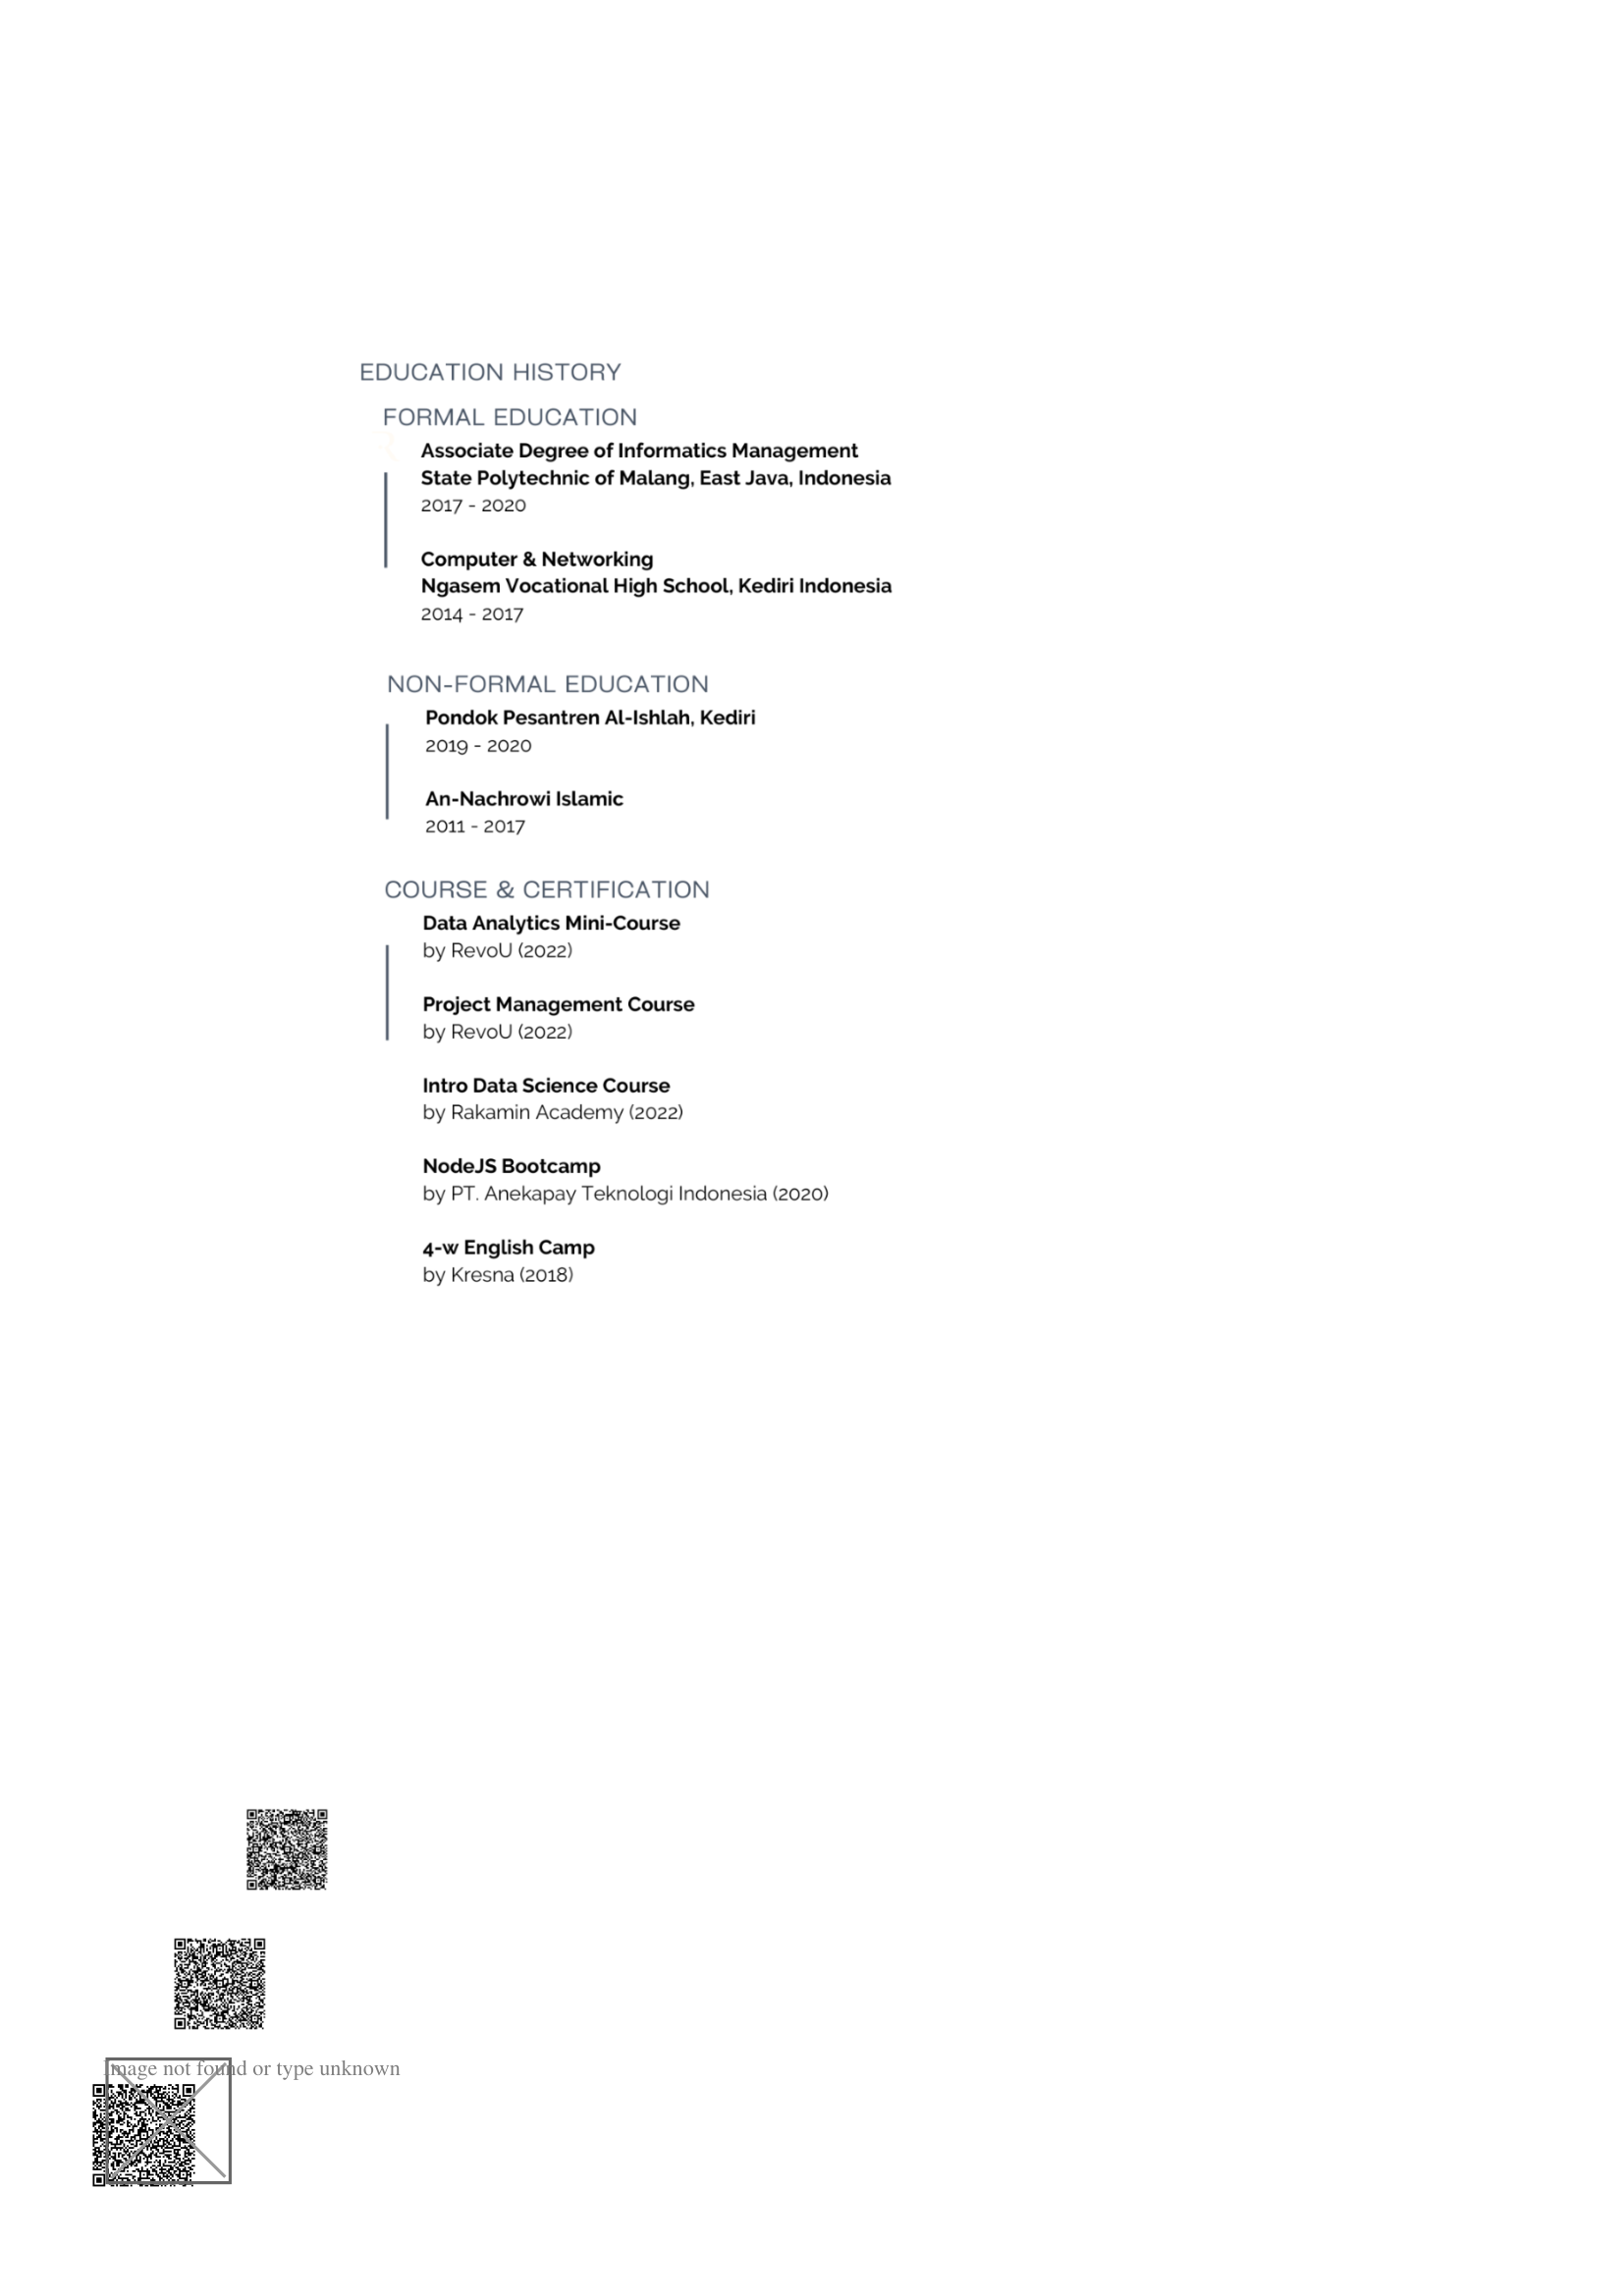 EDUCATION HISTORY
FORMAL EDUCATION
Associate Degree of Informatics Management
State Polytechnic of Malang, East Java, Indonesia
2017 - 2020
Computer & Networking
Ngasem Vocational High School, Kediri Indonesia
2014 - 2017
NON-FORMAL EDUCATION
Pondok Pesantren Al-Ishlah, Kediri
2019 - 2020
An-Nachrowi Islamic
2011 - 2017
COURSE & CERTIFICATION
Data Analytics Mini-Course
by RevoU (2022)
Project Management Course
by RevoU (2022)
Intro Data Science Course
by Rakamin Academy (2022)
NodeJS Bootcamp
by PT. Anekapay Teknologi Indonesia (2020)
4-w English Camp
by Kresna (2018)
Image not found or type unknown